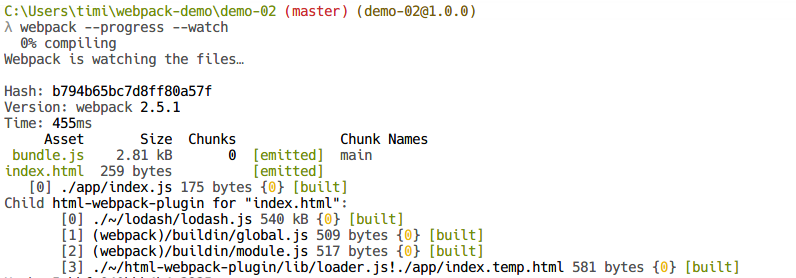 C:\Users\timi\webpack-demo\demo-02 (master) (demo-02@1.0.0)
λ webpack --progress --watch
0% compiling
Webpack is watching the files…
Hash: b794b65bc7d8ff80a57f
Version: webpack 2.5.1
Time: 455ms
Asset Size Chunks Chunk Names
bundle.js 2.81 kB 0 [emitted] main
index.html 259 bytes [emitted]
[0] ./app/index.js 175 bytes {0} [built]
Child html-webpack-plugin for "index.html":
[0] ./~/lodash/lodash.js 540 kB {0} [built]
[1] (webpack)/buildin/global.js 509 bytes {0} [built]
[2] (webpack)/buildin/module.js 517 bytes {0} [built]
[3] ./~/html-webpack-plugin/lib/loader.js!./app/index.temp.html 581 bytes {0} [built]